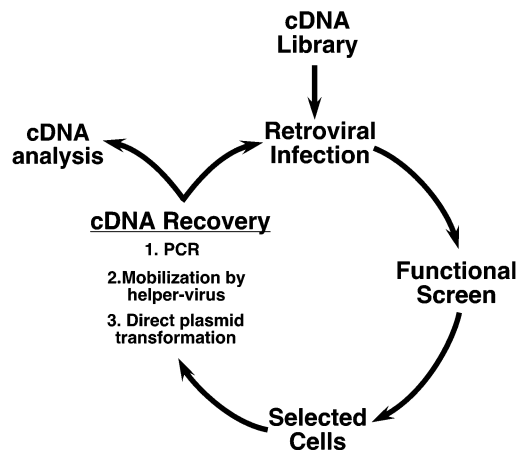 cDNA
Library
Retroviral
Infection
Functional
Screen
Selected
Cells
cDNA Recovery
1. PCR
2.Mobilization by
helper-virus
3. Direct plasmid
transformation
cDNA
analysis